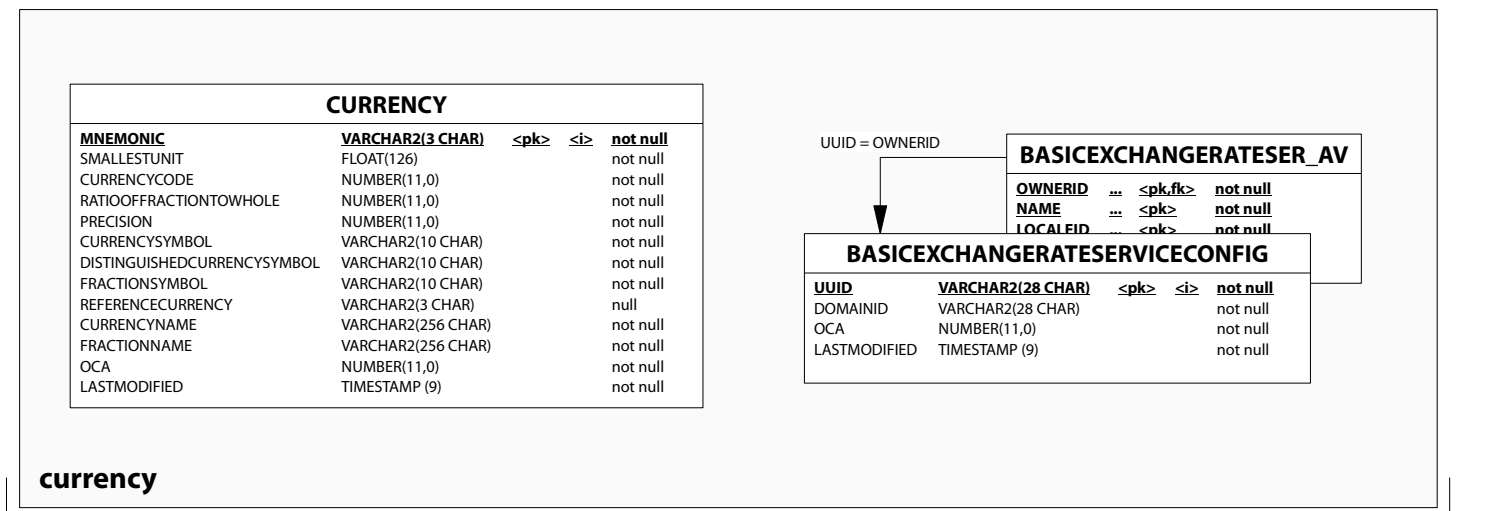 CURRENCY
MNEMONIC VARCHAR2(3 CHAR) <pk> <i> not null
SMALLESTUNIT FLOAT(126) not null
CURRENCYCODE NUMBER(11,0) not null
RATIOOFFRACTIONTOWHOLE NUMBER(11,0) not null
PRECISION NUMBER(11,0) not null
CURRENCYSYMBOL VARCHAR2(10 CHAR) not null
DISTINGUISHEDCURRENCYSYMBOL VARCHAR2(10 CHAR) not null
FRACTIONSYMBOL VARCHAR2(10 CHAR) not null
REFERENCECURRENCY VARCHAR2(3 CHAR) null
CURRENCYNAME VARCHAR2(256 CHAR) not null
FRACTIONNAME VARCHAR2(256 CHAR) not null
OCA NUMBER(11,0) not null
LASTMODIFIED TIMESTAMP (9) not null
UUID = OWNERID
BASICEXCHANGERATESER_AV
OWNERID ... <pk,fk> not null
NAME ... <pk> not null
LOCALEID ... <pk> not null
BASICEXCHANGERATESERVICECONFIG
UUID VARCHAR2(28 CHAR) <pk> <i> not null
DOMAINID VARCHAR2(28 CHAR) not null
OCA NUMBER(11,0) not null
LASTMODIFIED TIMESTAMP (9) not null
currency